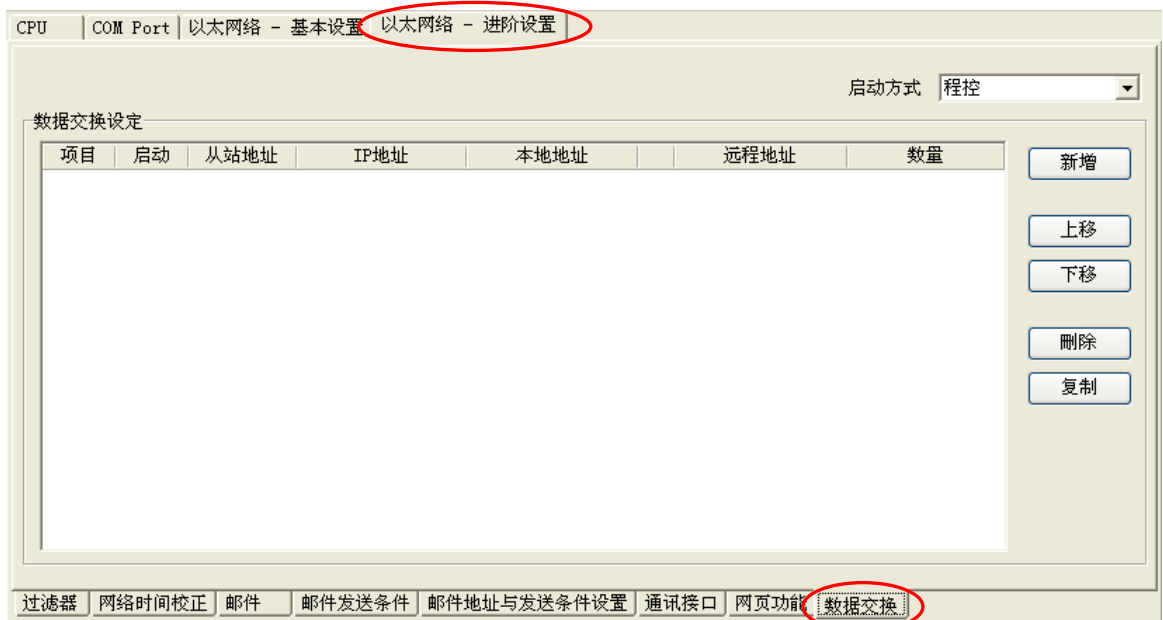 CPU COM Port 以太网络 - 基本设置 以太网络 - 进阶设置
启动方式 程控
数据交换设定
项目 启动 从站地址 IP地址 本地地址 远程地址 数量
新增
上移
下移
刪除
复制
过滤器 网络时间校正 邮件 邮件发送条件 邮件地址与发送条件设置 通讯接口 网页功能 数据交换